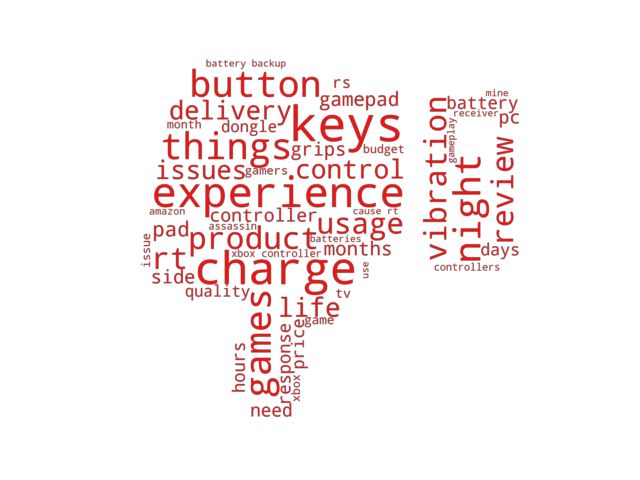 battery backup
button
rs
gamepad
delivery
keys
month
dongle
things
grips
budget
issues
gamers
control
experience
amazon
controller
cause rt
assassin
usage
pad
product
batteries
months
issue
rt
xbox controller
charge
use
side
quality
tv
life
game
games
response
price
hours
xbox
need
mine
battery
receiver
pc
vibration
gameplay
night
review
days
controllers